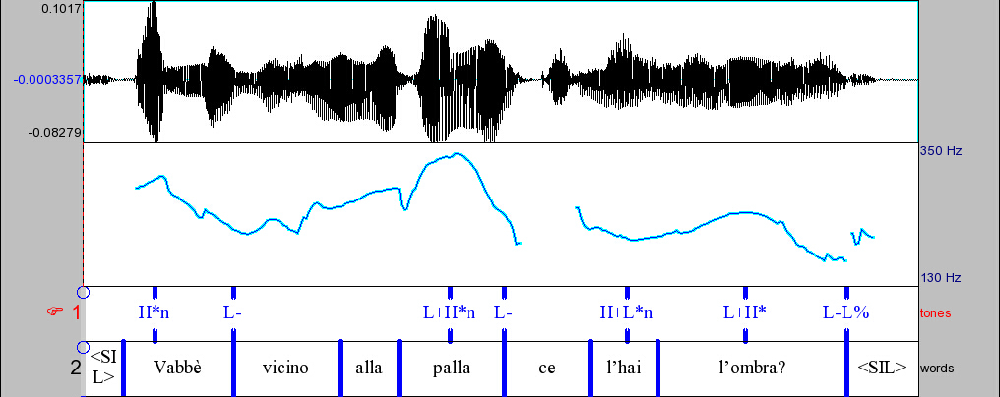 0.1017
-0.0003357
-0.08279
350 Hz
130 Hz
☞ 1 H*n L- L+H*n L- H+L*n L+H* L-L% tones
2 <SI
L> Vabbè vicino alla palla ce l'hai l'ombra? <SIL> words